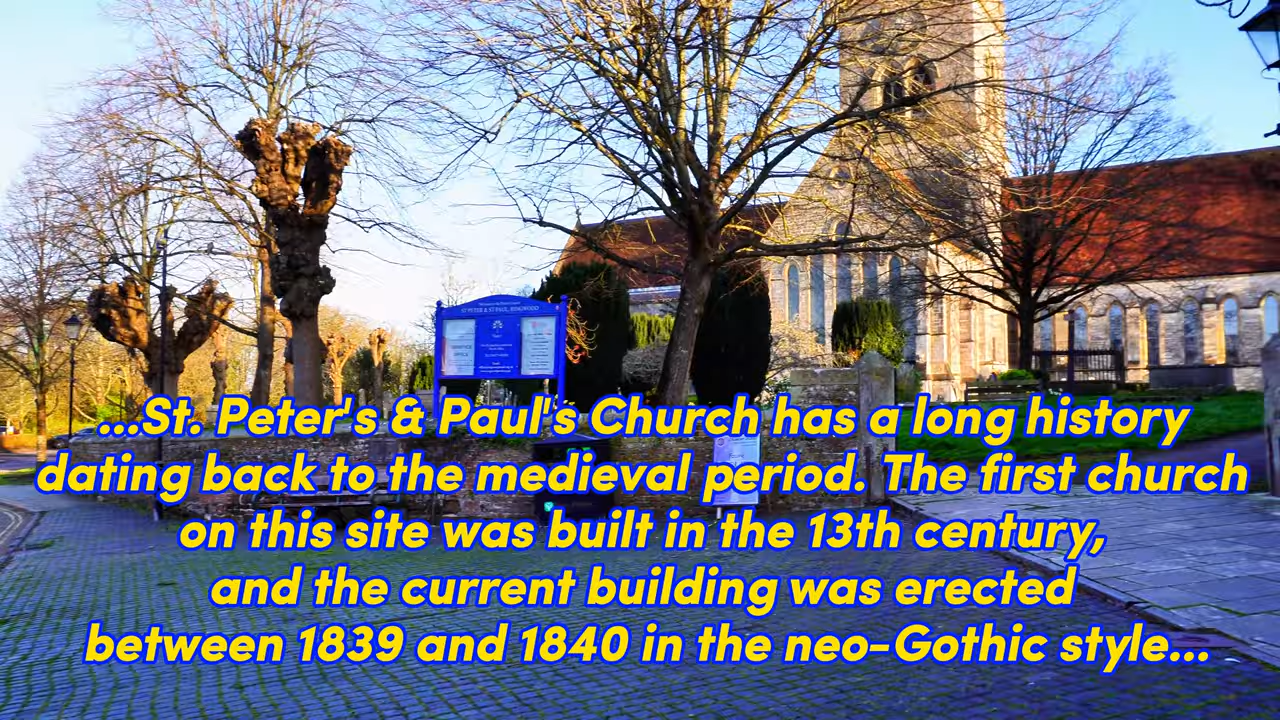 ST PETER & ST PAUL, RINGWOOD
...St. Peter's & Paul's Church has a long history
dating back to the medieval period. The first church
on this site was built in the 13th century,
and the current building was erected
between 1839 and 1840 in the neo-Gothic style...